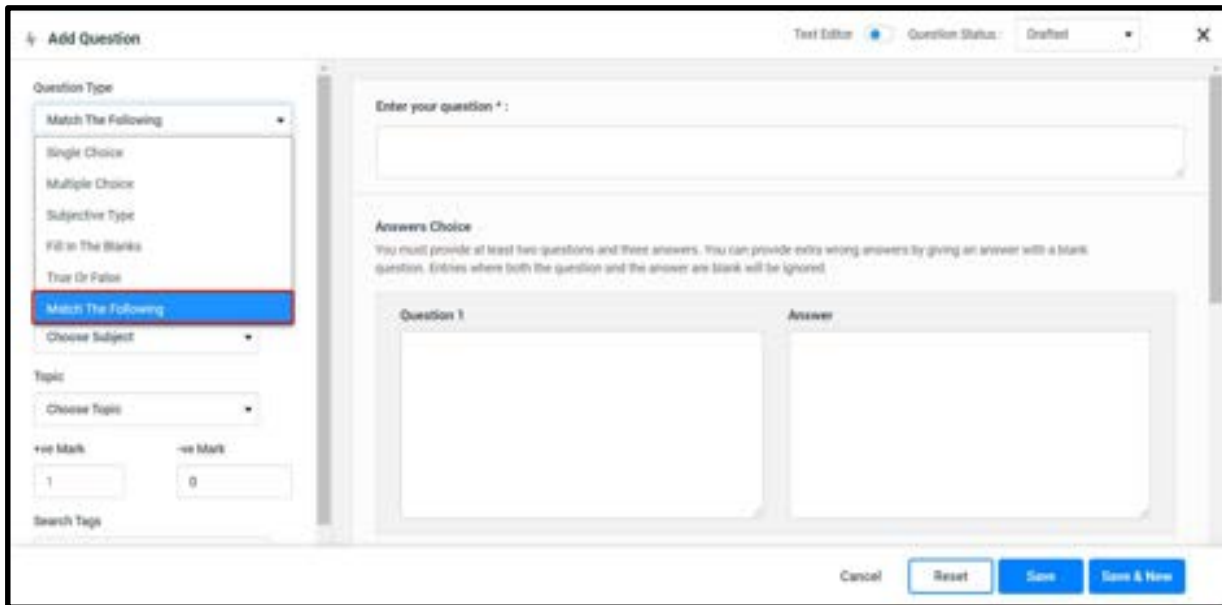 Add Question
Text Editor
Question Status :
Drafted
Question Type
Match The Following
Single Choice
Multiple Choice
Subjective Type
Fill In The Blanks
True Or False
Match The Following
Choose Subject
Topic
Choose Topic
+ve Mark
-ve Mark
1
0
Search Tags
Enter your question * :
Answers Choice
You must provide at least two questions and three answers. You can provide extra wrong answers by giving an answer with a blank
question. Entries where both the question and the answer are blank will be ignored.
Question 1
Answer
Cancel
Reset
Save
Save & New